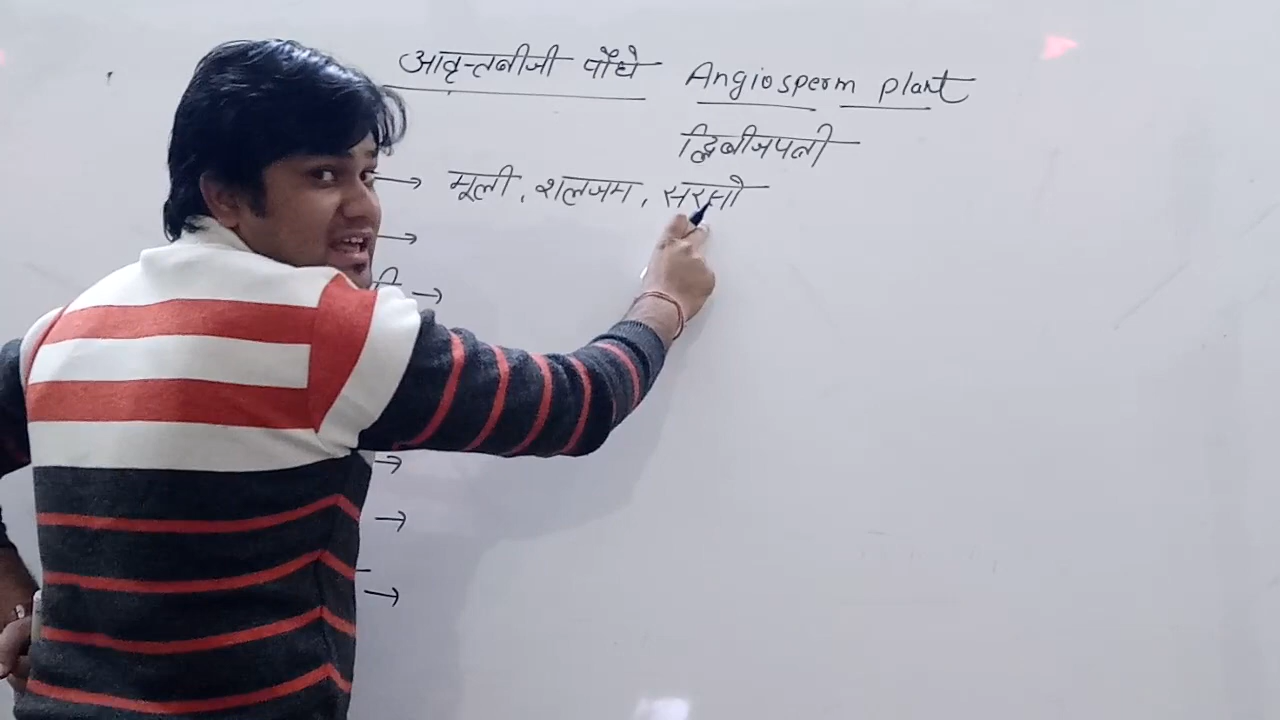 आवृत्तबीजी पौधे Angiosperm plant
द्विबीजपत्ती
→ मूली, शलजम, सरसो
→
→
→
→
→